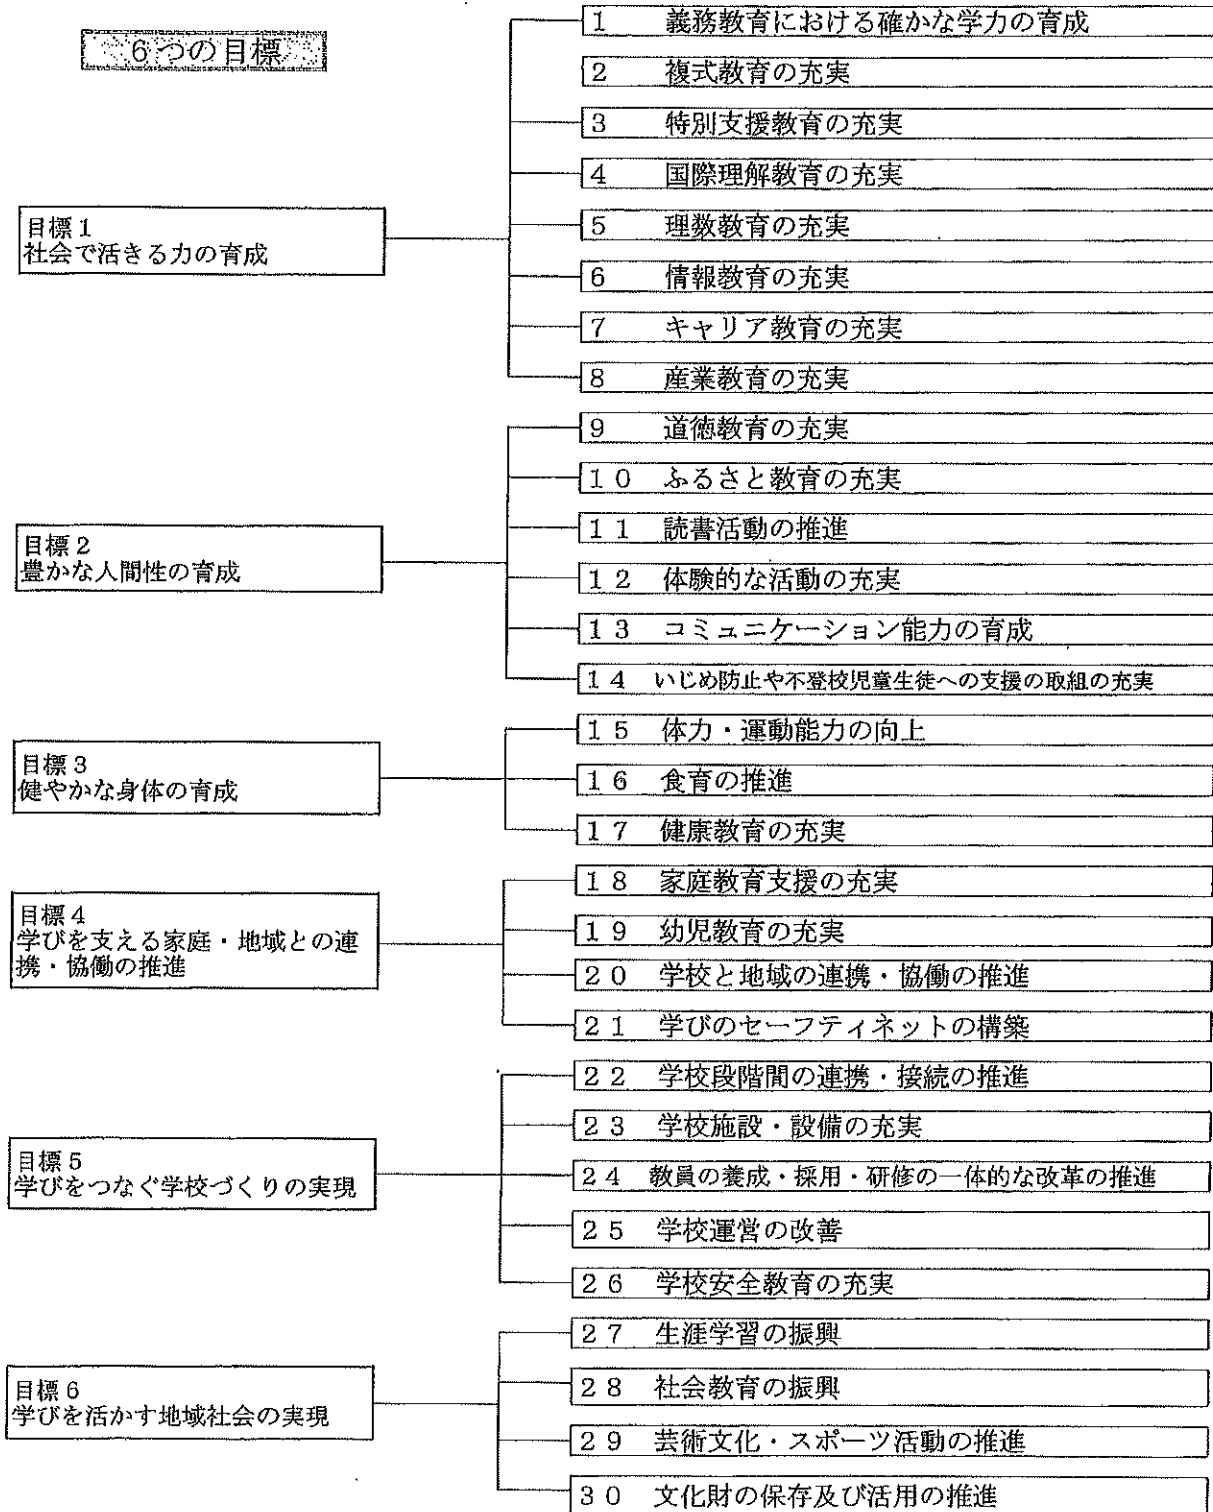 6つの目標
目標1
社会で活きる力の育成
1 義務教育における確かな学力の育成
2 複式教育の充実
3 特別支援教育の充実
4 国際理解教育の充実
5 理数教育の充実
6 情報教育の充実
7 キャリア教育の充実
8 産業教育の充実
目標2
豊かな人間性の育成
9 道徳教育の充実
10 ふるさと教育の充実
11 読書活動の推進
12 体験的な活動の充実
13 コミュニケーション能力の育成
14 いじめ防止や不登校児童生徒への支援の取組の充実
目標3
健やかな身体の育成
15 体力・運動能力の向上
16 食育の推進
17 健康教育の充実
目標4
学びを支える家庭・地域との連
携・協働の推進
18 家庭教育支援の充実
19 幼児教育の充実
20 学校と地域の連携・協働の推進
21 学びのセーフティネットの構築
目標5
学びをつなぐ学校づくりの実現
22 学校段階間の連携・接続の推進
23 学校施設・設備の充実
24 教員の養成・採用・研修の一体的な改革の推進
25 学校運営の改善
26 学校安全教育の充実
目標6
学びを活かす地域社会の実現
27 生涯学習の振興
28 社会教育の振興
29 芸術文化・スポーツ活動の推進
30 文化財の保存及び活用の推進